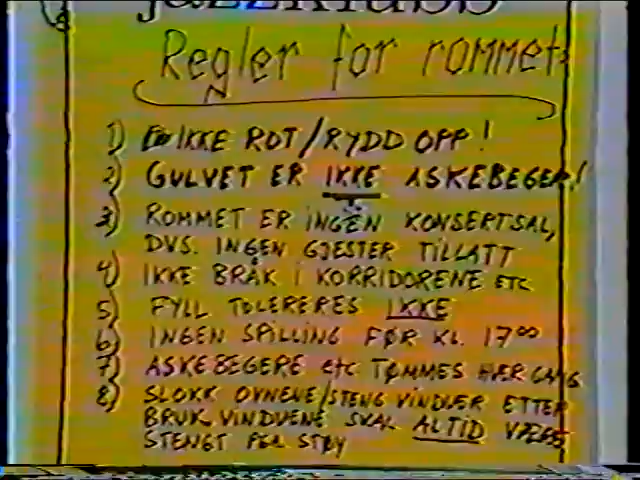 jazzklubb
Regler for rommet:
1) IKKE ROT/RYDD OPP!
2) GULVET ER IKKE ASKEBEGER!
3) ROMMET ER INGEN KONSERTSAL,
DVS. INGEN GJESTER TILLATT
4) IKKE BRÅK I KORRIDORENE ETC
5) FYLL TOLERERES IKKE
6) INGEN SPILLING FØR KL. 17⁰⁰
7) ASKEBEGERE etc TØMMES HVER GANG
8) SLOKK OVNENE/STENG VINDUER ETTER
BRUK. VINDUENE SKAL ALTID VÆRE
STENGT PGA STØY